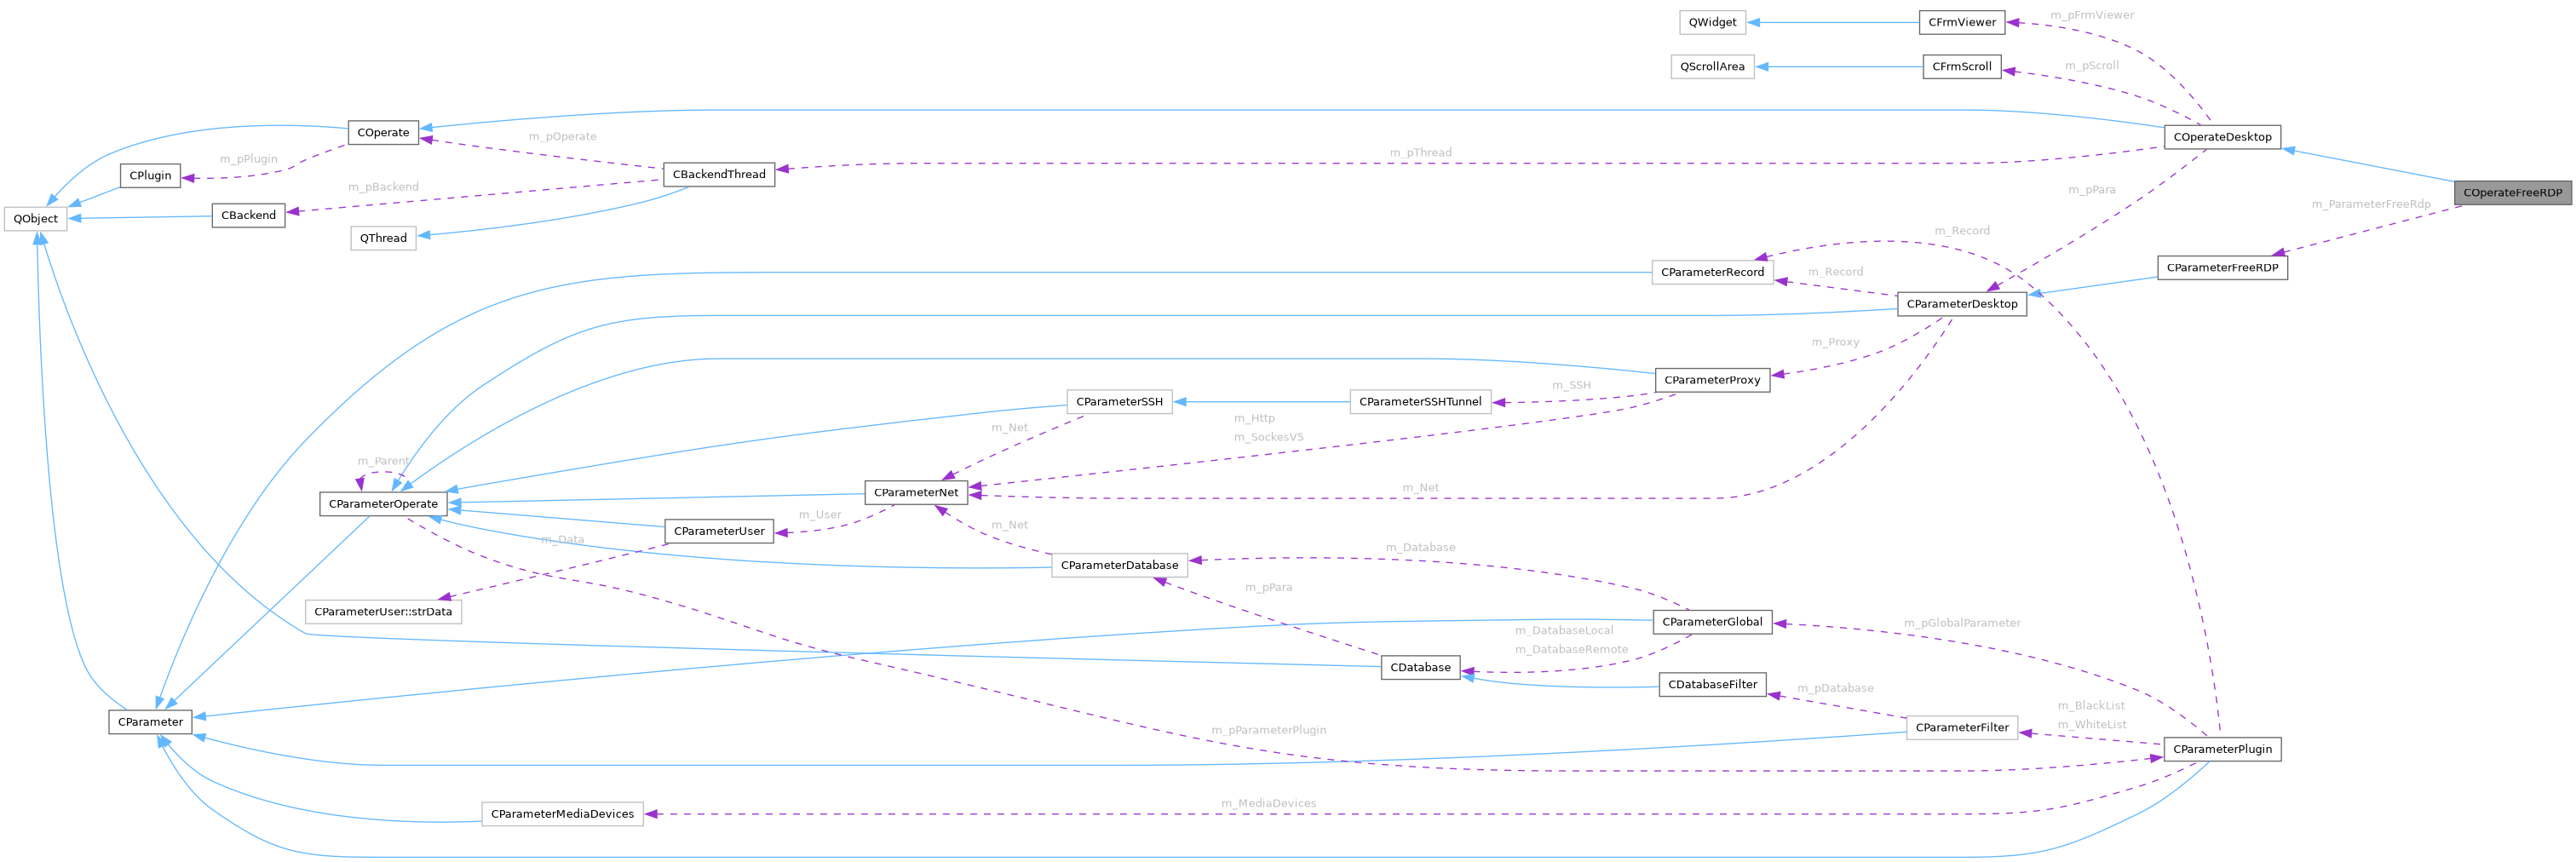 QWidget
CFrmViewer
m_pFrmViewer
QScrollArea
CFrmScroll
m_pScroll
COperate
m_pOperate
COperateDesktop
m_pPlugin
m_pThread
CPlugin
CBackendThread
m_pBackend
m_pPara
COperateFreeRDP
QObject
CBackend
m_ParameterFreeRdp
QThread
m_Record
CParameterRecord
m_Record
CParameterFreeRDP
CParameterDesktop
m_Proxy
CParameterProxy
m_SSH
CParameterSSH
CParameterSSHTunnel
m_Net
m_Http
m_SockesV5
m_Parent
CParameterNet
m_Net
CParameterOperate
m_User
m_Net
CParameterUser
m_Data
m_Database
CParameterDatabase
m_pPara
CParameterUser::strData
CParameterGlobal
m_pGlobalParameter
m_DatabaseLocal
m_DatabaseRemote
CDatabase
CDatabaseFilter
m_pDatabase
m_BlackList
m_WhiteList
CParameter
m_pParameterPlugin
CParameterFilter
CParameterPlugin
m_MediaDevices
CParameterMediaDevices